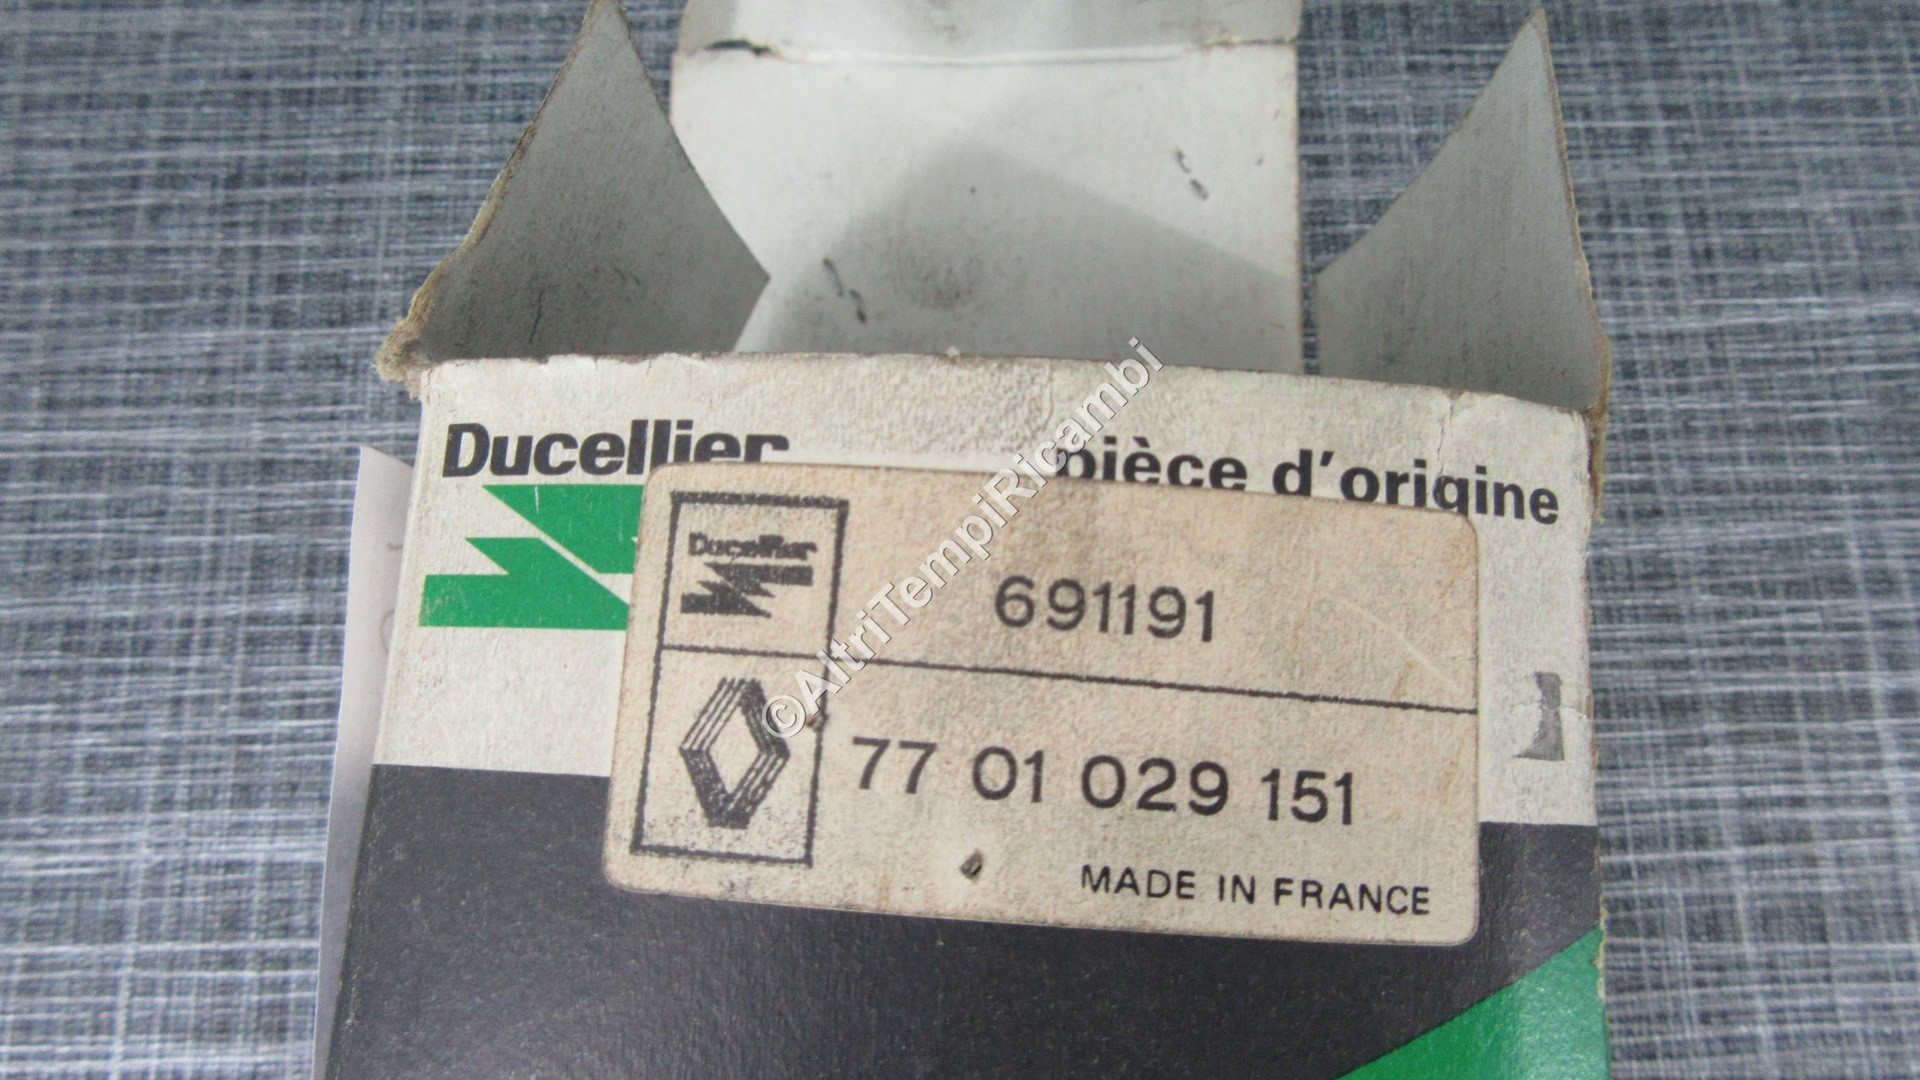 Ducellier pièce d'origine
Ducellier
691191
77 01 029 151
MADE IN FRANCE
©AltriTempiRicambi